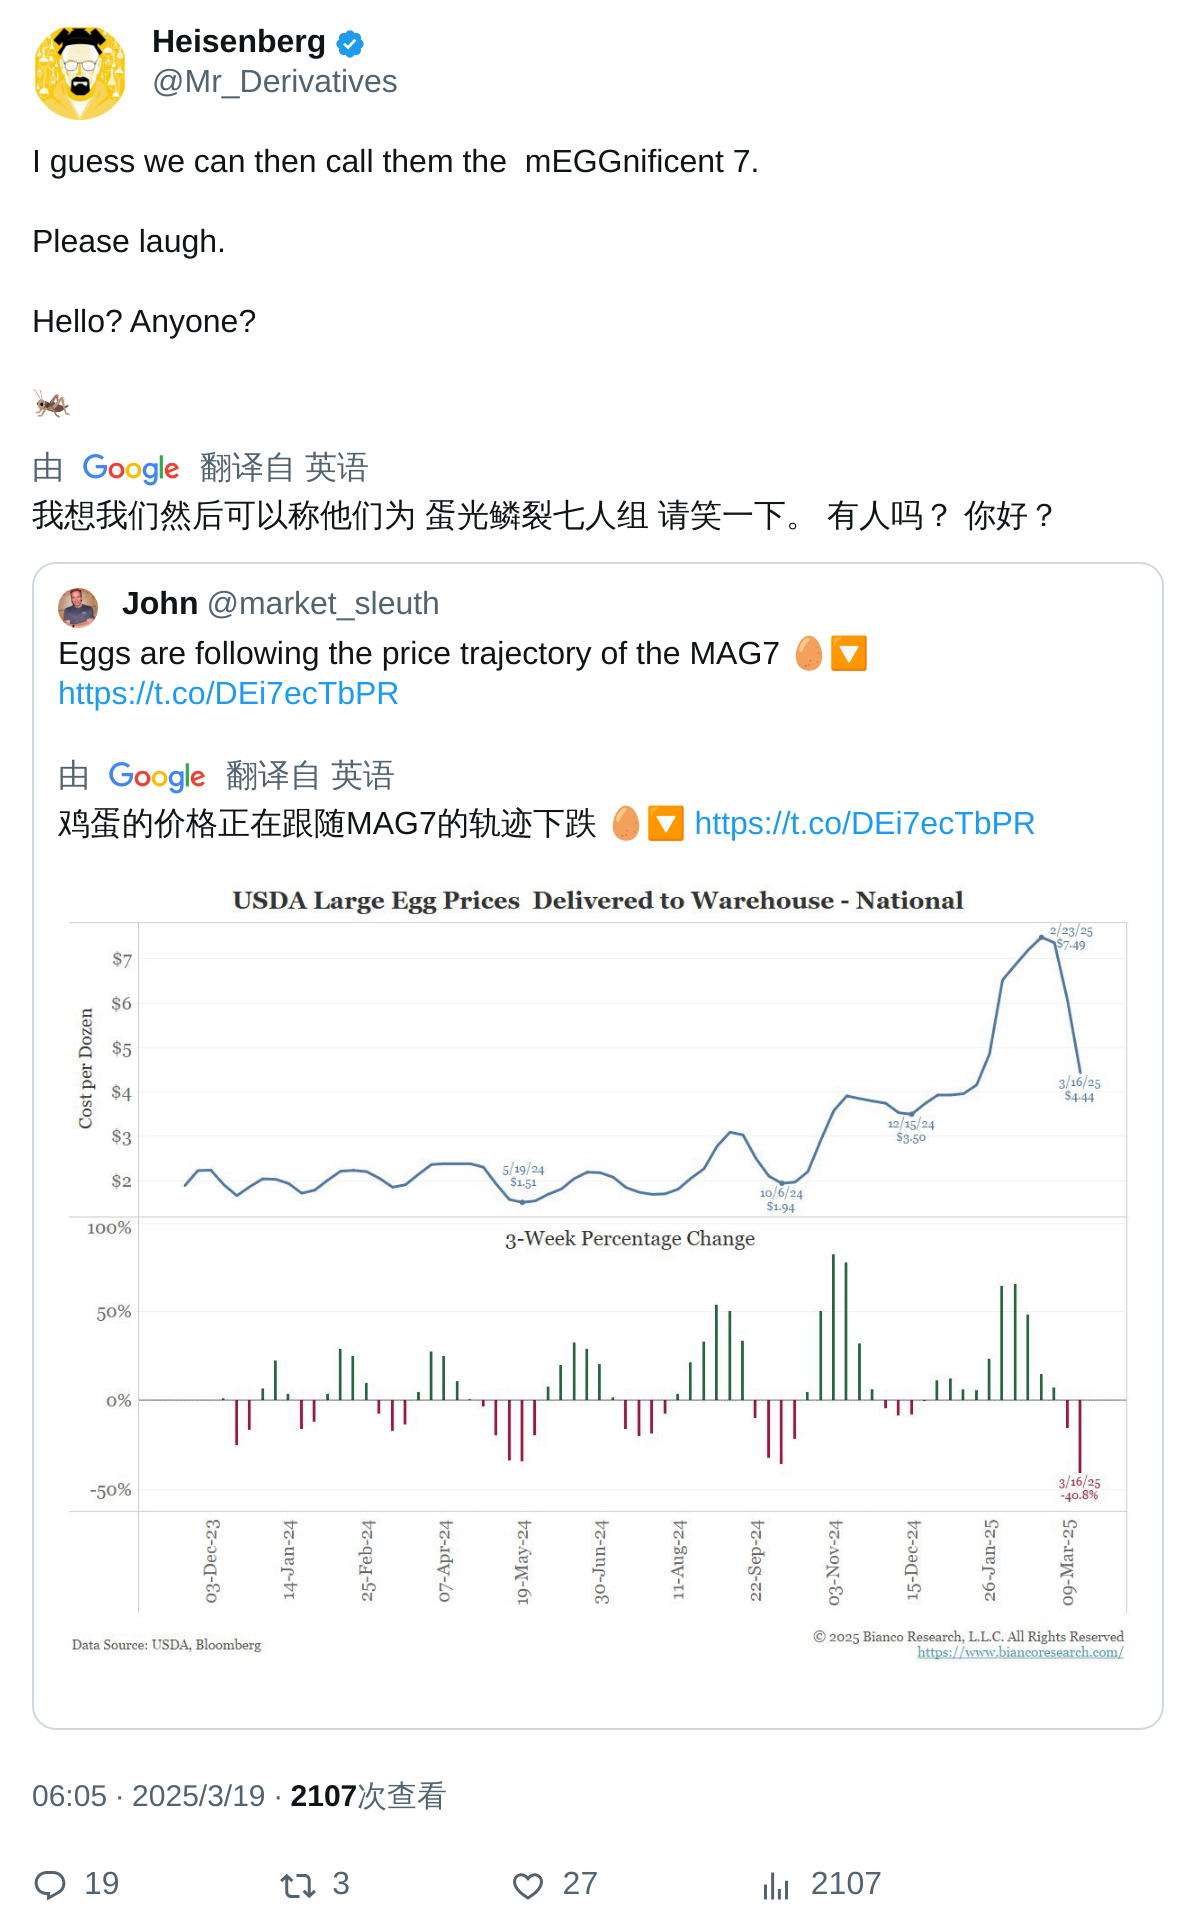 Heisenberg
@Mr_Derivatives
I guess we can then call them the  mEGGnificent 7.
Please laugh.
Hello? Anyone?
🦗
由 Google 翻译自 英语
我想我们然后可以称他们为 蛋光鳞裂七人组 请笑一下。 有人吗？ 你好？
John @market_sleuth
Eggs are following the price trajectory of the MAG7 🥚🔽
https://t.co/DEi7ecTbPR
由 Google 翻译自 英语
鸡蛋的价格正在跟随MAG7的轨迹下跌 🥚🔽 https://t.co/DEi7ecTbPR
USDA Large Egg Prices  Delivered to Warehouse - National
Cost per Dozen
$7
$6
$5
$4
$3
$2
2/23/25
$7.49
3/16/25
$4.44
12/15/24
$3.50
5/19/24
$1.51
10/6/24
$1.94
3-Week Percentage Change
100%
50%
0%
-50%
3/16/25
-40.8%
03-Dec-23
14-Jan-24
25-Feb-24
07-Apr-24
19-May-24
30-Jun-24
11-Aug-24
22-Sep-24
03-Nov-24
15-Dec-24
26-Jan-25
09-Mar-25
Data Source: USDA, Bloomberg
© 2025 Bianco Research, L.L.C. All Rights Reserved
https://www.biancoresearch.com/
06:05 · 2025/3/19 · 2107次查看
19 3 27 2107